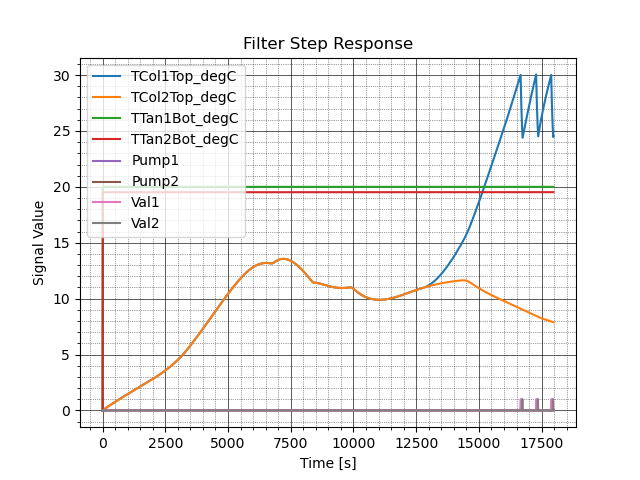 Filter Step Response
TCol1Top_degC
TCol2Top_degC
TTan1Bot_degC
TTan2Bot_degC
Pump1
Pump2
Val1
Val2
Signal Value
30
25
20
15
10
5
0
0 2500 5000 7500 10000 12500 15000 17500
Time [s]